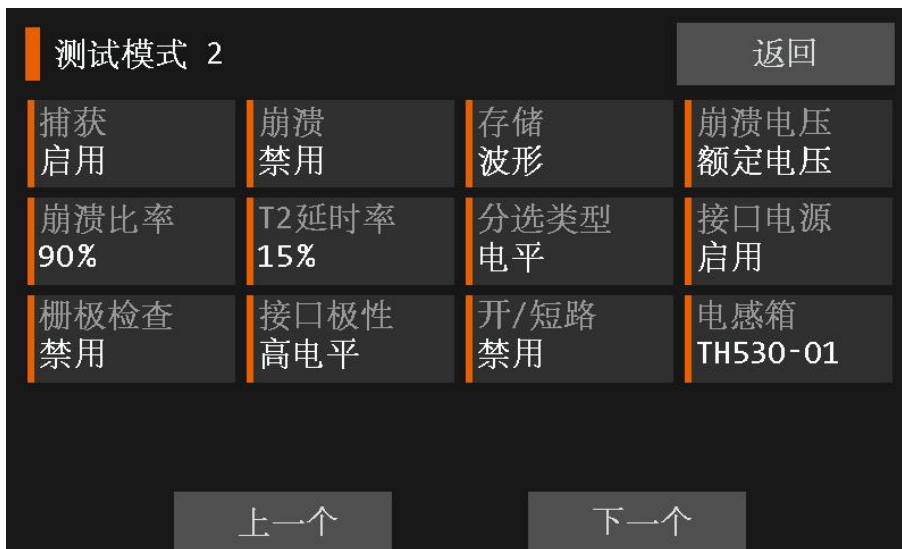 测试模式 2
返回
捕获
启用
崩溃
禁用
存储
波形
崩溃电压
额定电压
崩溃比率
90%
T2延时率
15%
分选类型
电平
接口电源
启用
栅极检查
禁用
接口极性
高电平
开/短路
禁用
电感箱
TH530-01
上一个
下一个